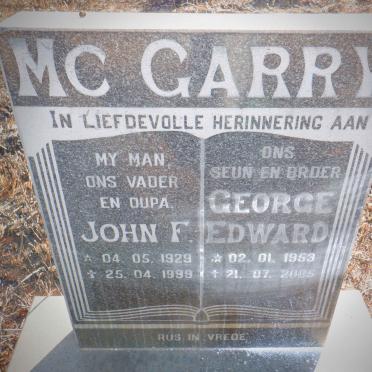 MC GARRY
IN LIEFDEVOLLE HERINNERING AAN
MY MAN,
ONS VADER
EN OUPA.
JOHN F.
☆ 04. 05. 1929
✝ 25. 04. 1999
ONS
SEUN EN BROER
GEORGE
EDWARD
☆ 02. 01. 1953
✝ 21. 07. 2005
RUS IN VREDE